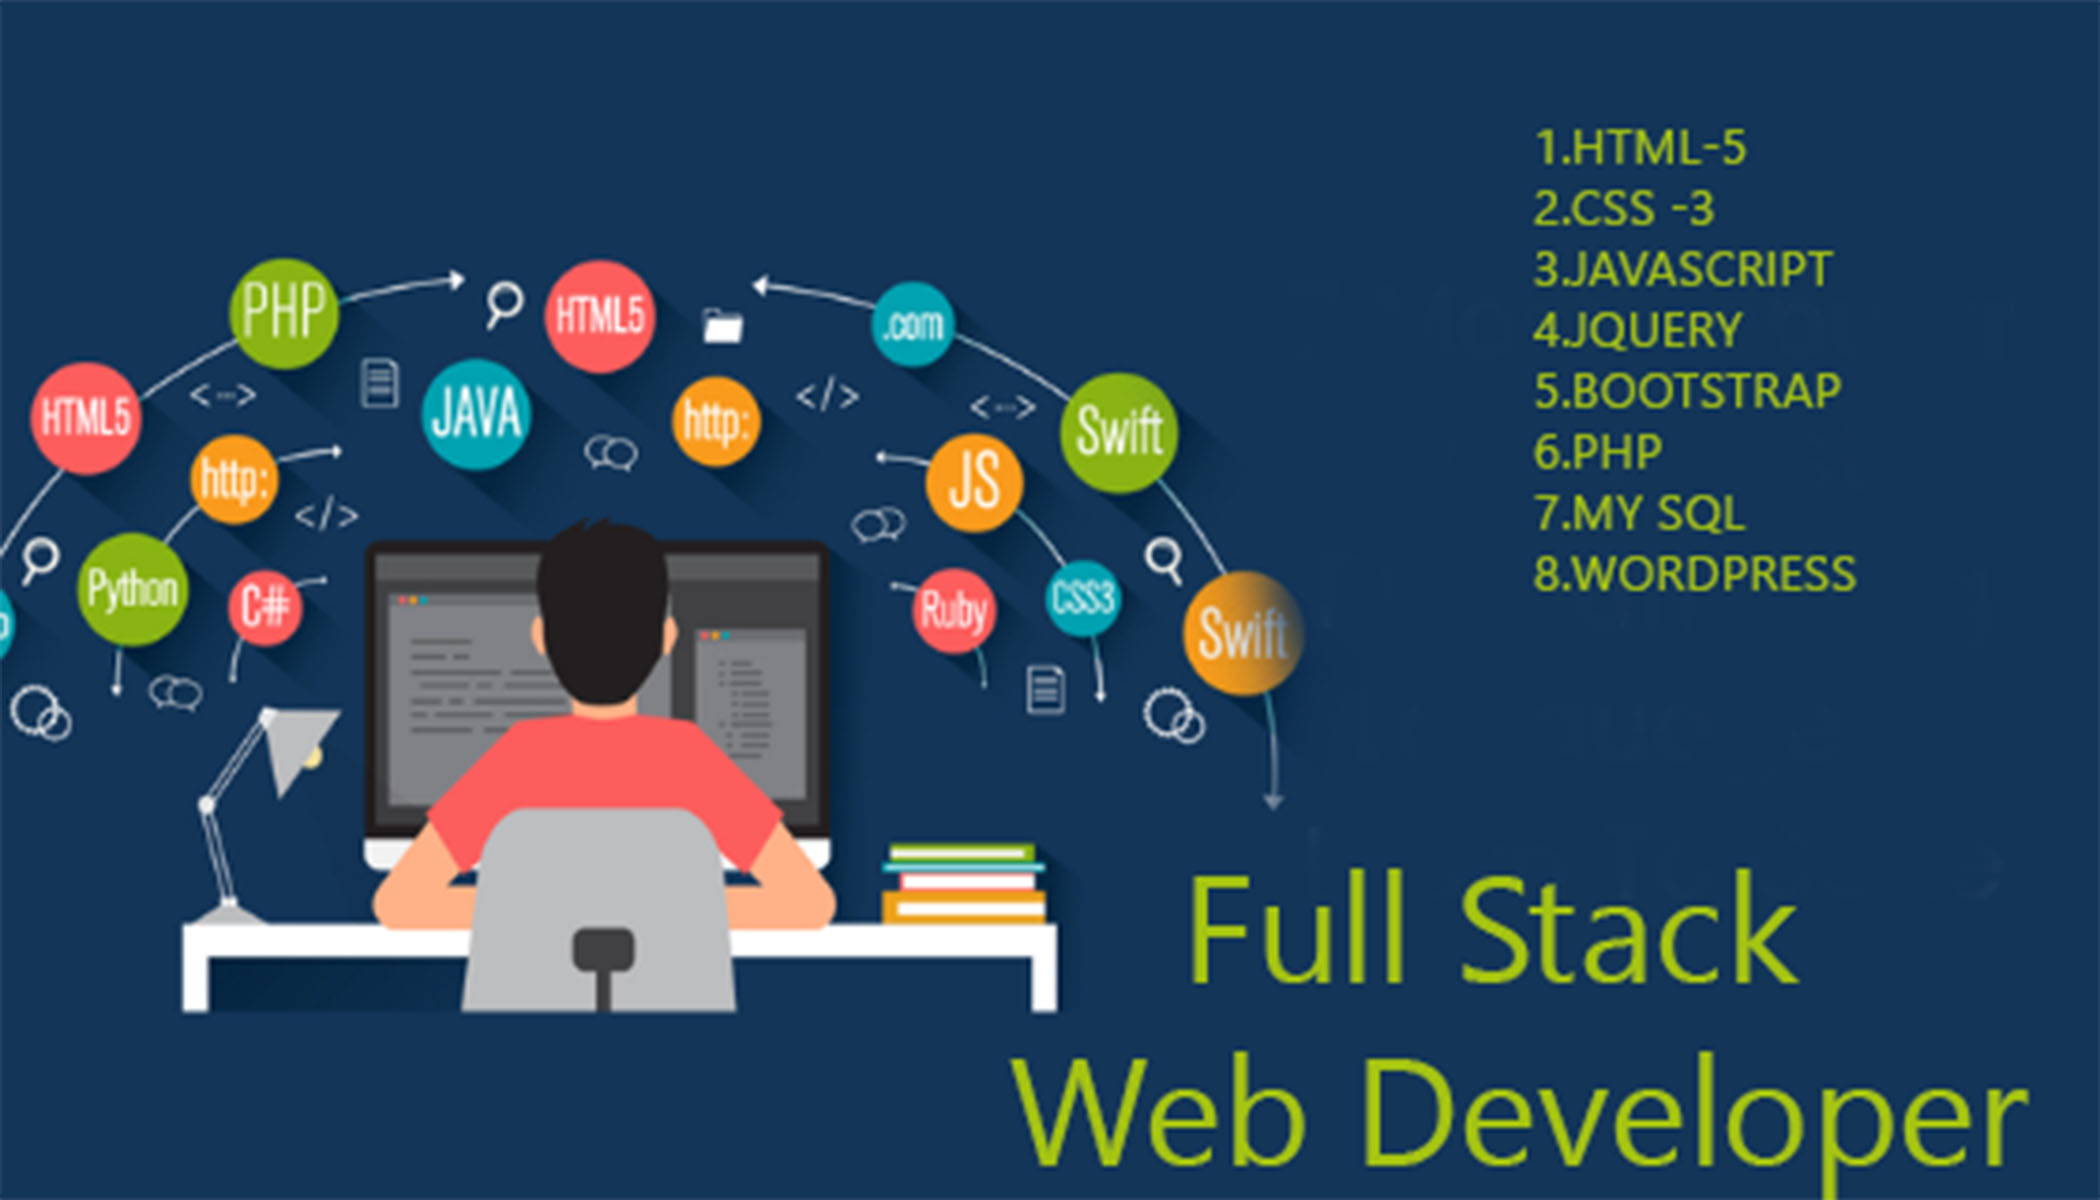 1.HTML-5
2.CSS -3
3.JAVASCRIPT
4.JQUERY
5.BOOTSTRAP
6.PHP
7.MY SQL
8.WORDPRESS
PHP
HTML5
.com
HTML5
JAVA
http:
Swift
http:
JS
Python
C#
Ruby
CSS3
Swift
Full Stack
Web Developer